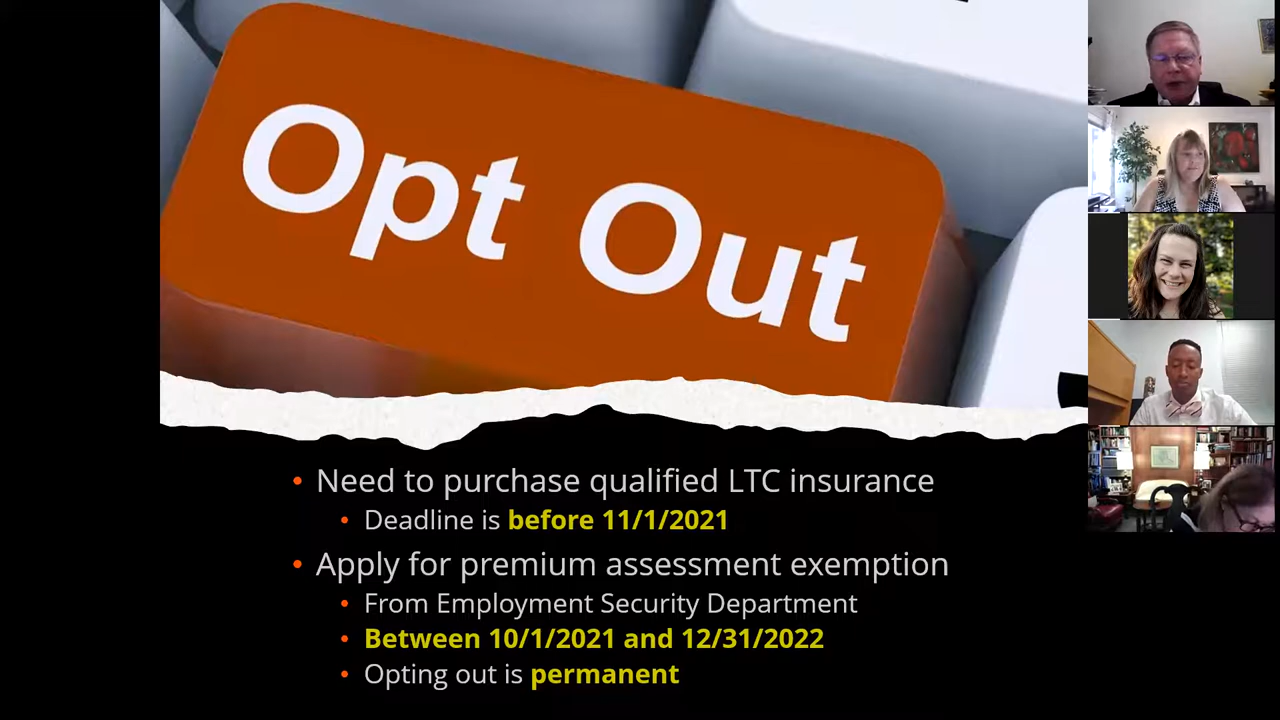 Opt Out
Need to purchase qualified LTC insurance
Deadline is before 11/1/2021
Apply for premium assessment exemption
From Employment Security Department
Between 10/1/2021 and 12/31/2022
Opting out is permanent